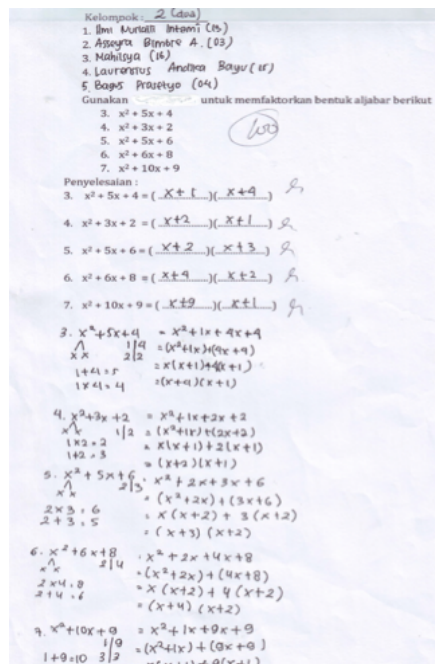 Kelompok : 2 (dua)
1. Ilmi Nurlaili Intami (13)
2. Asseyra Bimbre A. (03)
3. Mahilsya (16)
4. Laurensius Andika Bayu (15)
5. Bagus Prasetyo (04)
Gunakan untuk memfaktorkan bentuk aljabar berikut
3. x² + 5x + 4
4. x² + 3x + 2
100
5. x² + 5x + 6
6. x² + 6x + 8
7. x² + 10x + 9
Penyelesaian :
3. x² + 5x + 4 = ( x+1 )( x+4 )
4. x² + 3x + 2 = ( x+2 )( x+1 )
5. x² + 5x + 6 = ( x+2 )( x+3 )
6. x² + 6x + 8 = ( x+4 )( x+2 )
7. x² + 10x + 9 = ( x+9 )( x+1 )
3. x²+5x+4 = x²+1x+4x+4
x x 1|4 = (x²+1x)+(4x+4)
2|2
1+4=5 = x(x+1)+4(x+1)
1x4=4 = (x+4)(x+1)
4. x²+3x+2 = x²+1x+2x+2
x x 1|2 = (x²+1x)+(2x+2)
1x2=2 = x(x+1)+2(x+1)
1+2=3 = (x+2)(x+1)
5. x²+5x+6 = x²+2x+3x+6
x x 2|3 = (x²+2x)+(3x+6)
2x3=6 = x(x+2)+3(x+2)
2+3=5 = (x+3)(x+2)
6. x²+6x+8 = x²+2x+4x+8
x x 2|4 = (x²+2x)+(4x+8)
2x4=8 = x(x+2)+4(x+2)
2+4=6 = (x+4)(x+2)
7. x²+10x+9 = x²+1x+9x+9
1|9 = (x²+1x)+(9x+9)
1+9=10 3|3